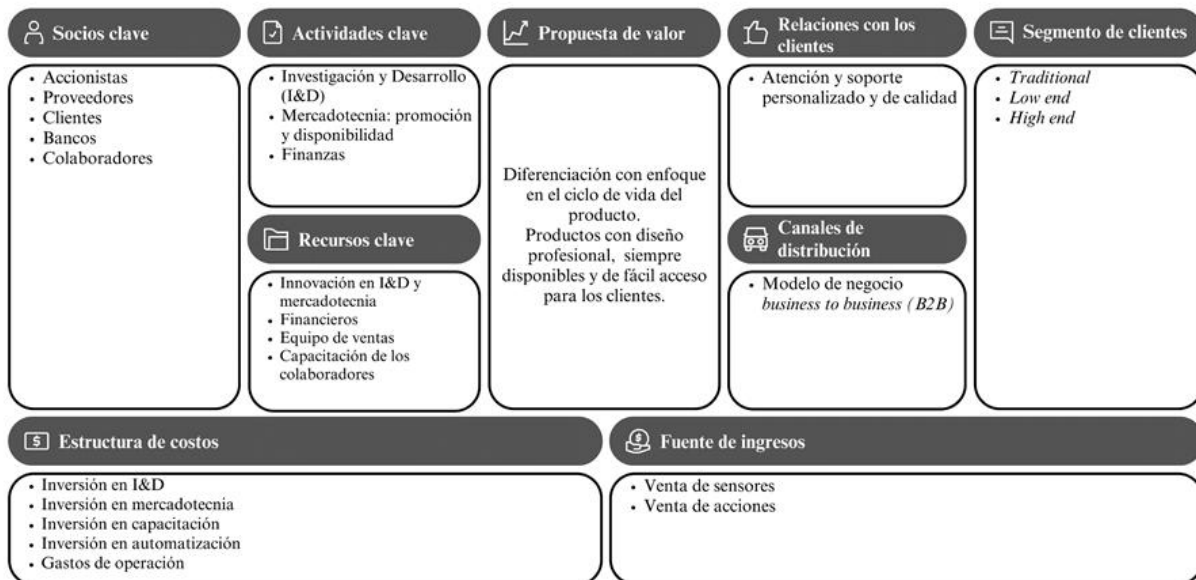 Socios clave
Accionistas
Proveedores
Clientes
Bancos
Colaboradores
Actividades clave
Investigación y Desarrollo
(I&D)
Mercadotecnia: promoción
y disponibilidad
Finanzas
Recursos clave
Innovación en I&D y
mercadotecnia
Financieros
Equipo de ventas
Capacitación de los
colaboradores
Propuesta de valor
Diferenciación con enfoque
en el ciclo de vida del
producto.
Productos con diseño
profesional, siempre
disponibles y de fácil acceso
para los clientes.
Relaciones con los
clientes
Atención y soporte
personalizado y de calidad
Canales de
distribución
Modelo de negocio
business to business (B2B)
Segmento de clientes
Traditional
Low end
High end
Estructura de costos
Inversión en I&D
Inversión en mercadotecnia
Inversión en capacitación
Inversión en automatización
Gastos de operación
Fuente de ingresos
Venta de sensores
Venta de acciones